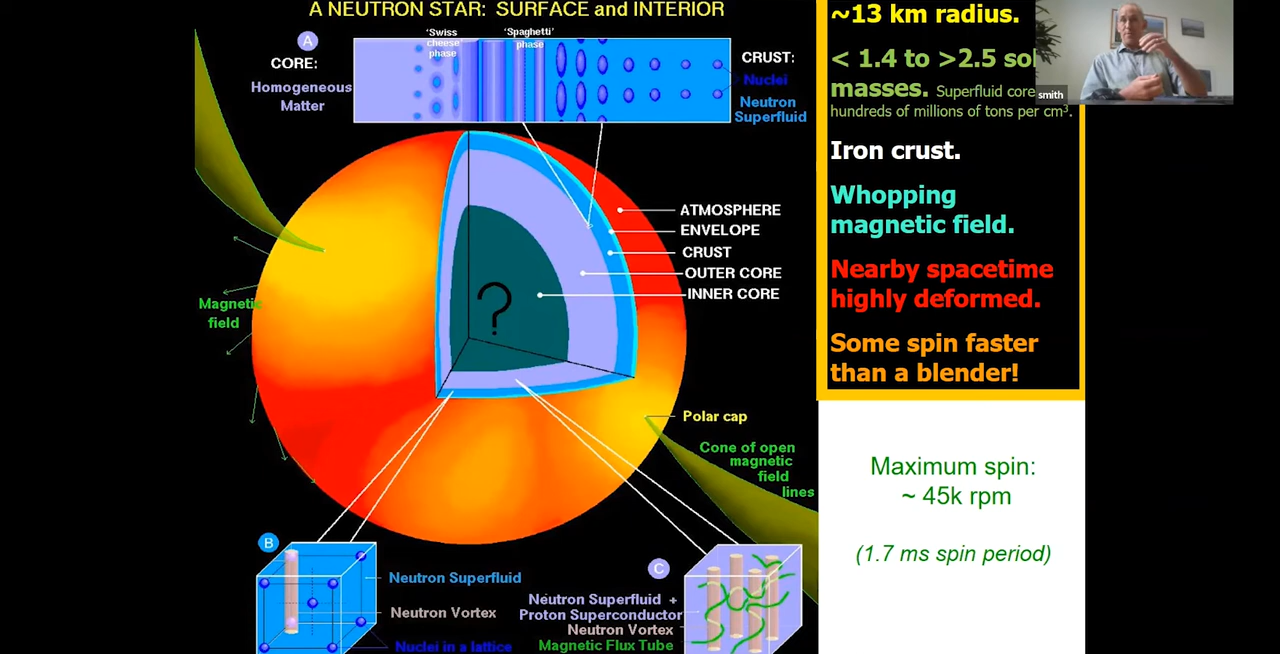 A NEUTRON STAR: SURFACE and INTERIOR
A
CORE:
Homogeneous
Matter
'Swiss
cheese'
phase
'Spaghetti'
phase
CRUST:
Nuclei
Neutron
Superfluid
ATMOSPHERE
ENVELOPE
CRUST
OUTER CORE
INNER CORE
?
Magnetic
field
Polar cap
Cone of open
magnetic
field
lines
B
Neutron Superfluid
Neutron Vortex
Nuclei in a lattice
C
Neutron Superfluid +
Proton Superconductor
Neutron Vortex
Magnetic Flux Tube
~13 km radius.
< 1.4 to >2.5 sol
masses. Superfluid core
hundreds of millions of tons per cm³.
Iron crust.
Whopping
magnetic field.
Nearby spacetime
highly deformed.
Some spin faster
than a blender!
smith
Maximum spin:
~ 45k rpm
(1.7 ms spin period)